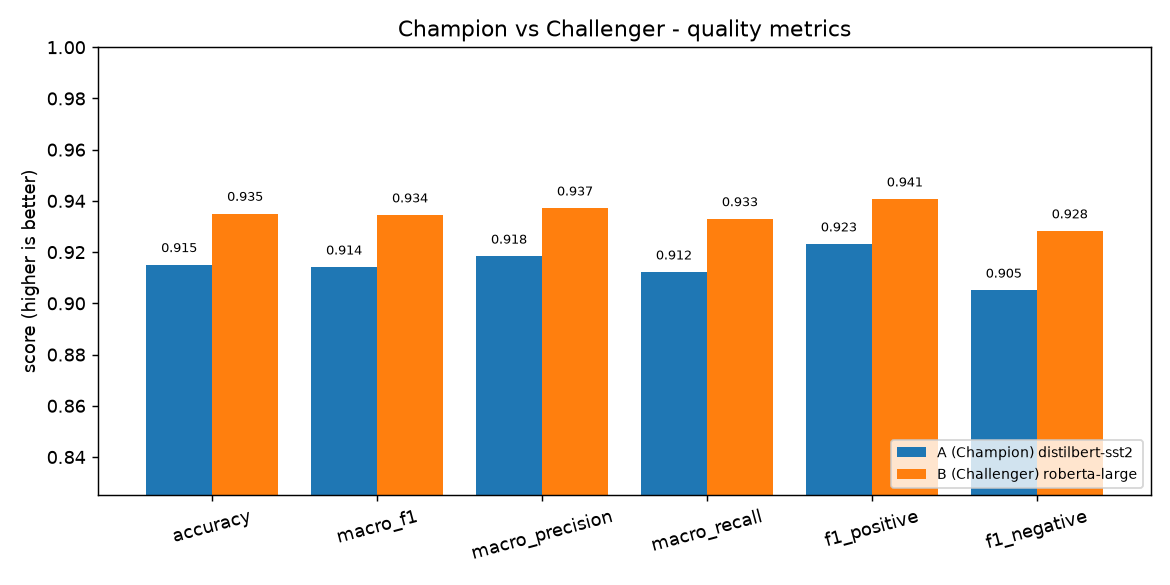 Champion vs Challenger - quality metrics
score (higher is better)
1.00
0.98
0.96
0.94
0.92
0.90
0.88
0.86
0.84
0.915
0.935
0.914
0.934
0.918
0.937
0.912
0.933
0.923
0.941
0.905
0.928
A (Champion) distilbert-sst2
B (Challenger) roberta-large
accuracy
macro_f1
macro_precision
macro_recall
f1_positive
f1_negative